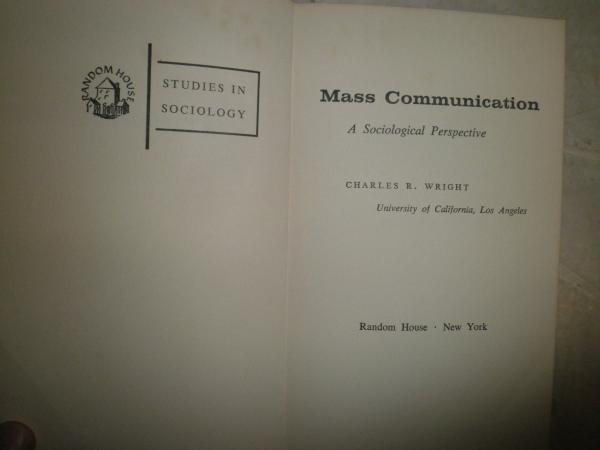 RANDOM HOUSE
STUDIES IN
SOCIOLOGY
Mass Communication
A Sociological Perspective
CHARLES R. WRIGHT
University of California, Los Angeles
Random House · New York